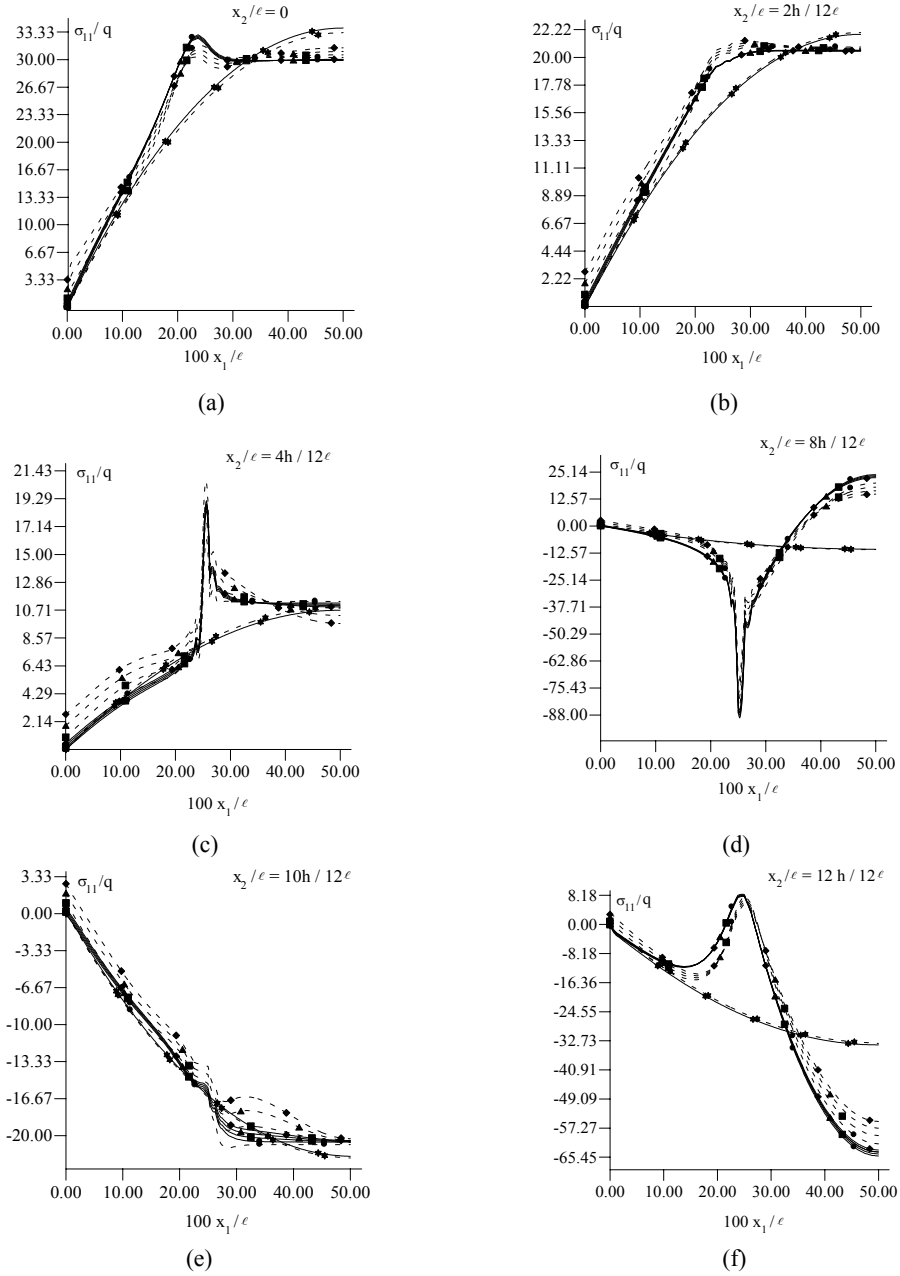 x2/ℓ = 0
σ11/q
33.33
30.00
26.67
23.33
20.00
16.67
13.33
10.00
6.67
3.33
0.00 10.00 20.00 30.00 40.00 50.00
100 x1/ℓ
(a)
x2/ℓ = 2h / 12ℓ
σ11/q
22.22
20.00
17.78
15.56
13.33
11.11
8.89
6.67
4.44
2.22
0.00 10.00 20.00 30.00 40.00 50.00
100 x1/ℓ
(b)
x2/ℓ = 4h / 12ℓ
σ11/q
21.43
19.29
17.14
15.00
12.86
10.71
8.57
6.43
4.29
2.14
0.00 10.00 20.00 30.00 40.00 50.00
100 x1/ℓ
(c)
x2/ℓ = 8h / 12ℓ
σ11/q
25.14
12.57
0.00
-12.57
-25.14
-37.71
-50.29
-62.86
-75.43
-88.00
0.00 10.00 20.00 30.00 40.00 50.00
100 x1/ℓ
(d)
x2/ℓ = 10h / 12ℓ
σ11/q
3.33
0.00
-3.33
-6.67
-10.00
-13.33
-16.67
-20.00
0.00 10.00 20.00 30.00 40.00 50.00
100 x1/ℓ
(e)
x2/ℓ = 12 h / 12ℓ
σ11/q
8.18
0.00
-8.18
-16.36
-24.55
-32.73
-40.91
-49.09
-57.27
-65.45
0.00 10.00 20.00 30.00 40.00 50.00
100 x1/ℓ
(f)